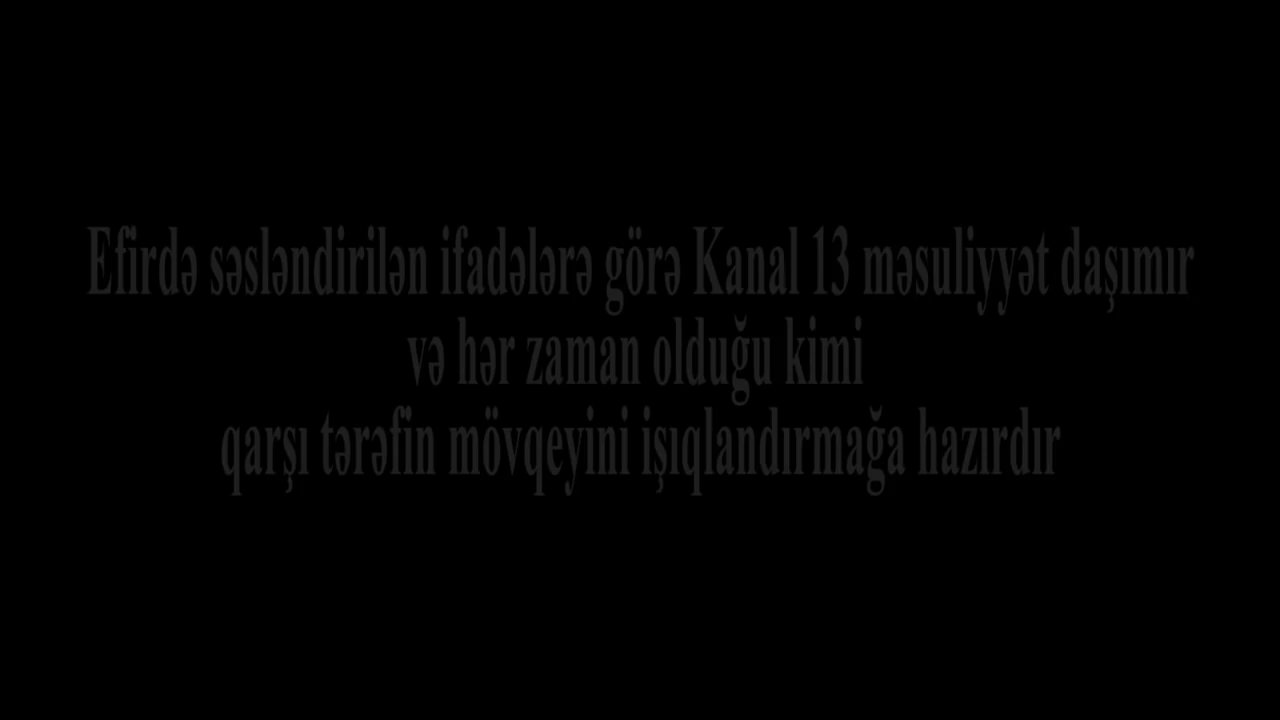 Efirdə səsləndirilən ifadələrə görə Kanal 13 məsuliyyət daşımır
və hər zaman olduğu kimi
qarşı tərəfin mövqeyini işıqlandırmağa hazırdır